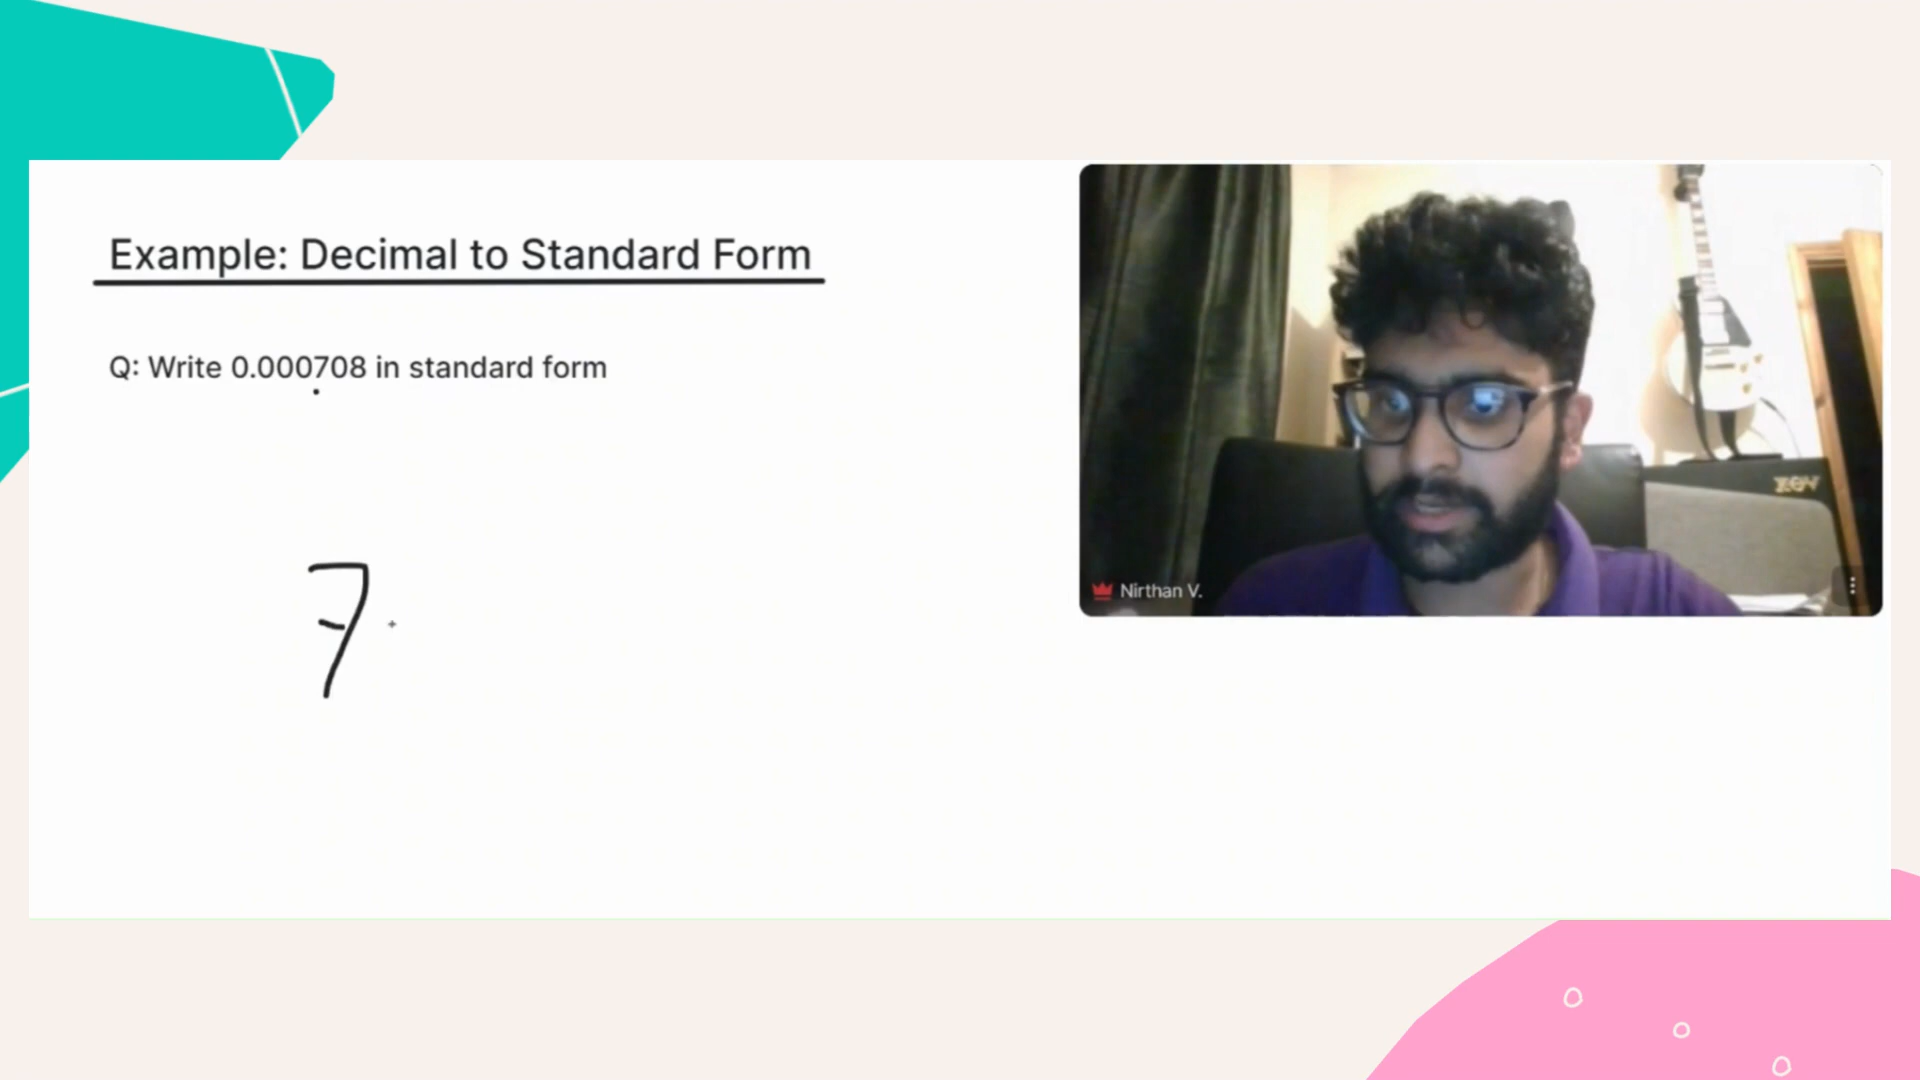 Example: Decimal to Standard Form
Q: Write 0.000708 in standard form
7
Nirthan V.